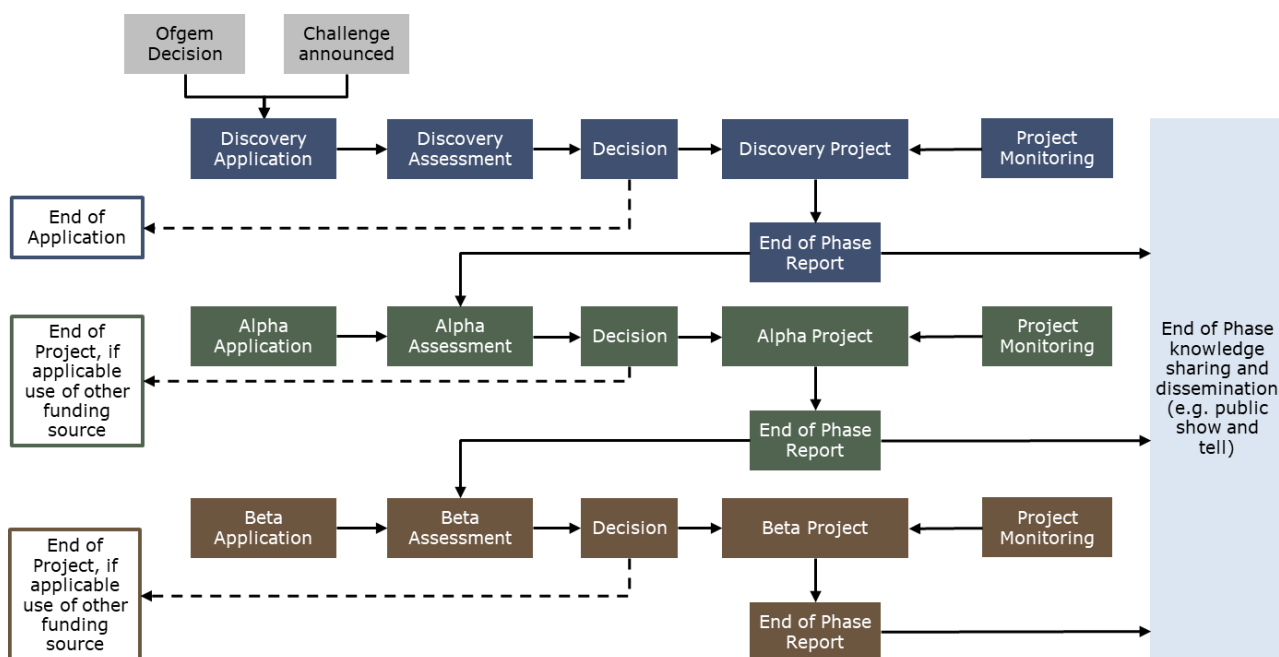 Ofgem
Decision
Challenge
announced
Discovery
Application
Discovery
Assessment
Decision
Discovery Project
Project
Monitoring
End of
Application
End of Phase
Report
Alpha
Application
Alpha
Assessment
Decision
Alpha Project
Project
Monitoring
End of
Project, if
applicable
use of other
funding
source
End of Phase
Report
End of Phase
knowledge
sharing and
dissemination
(e.g. public
show and
tell)
Beta
Application
Beta
Assessment
Decision
Beta Project
Project
Monitoring
End of
Project, if
applicable
use of other
funding
source
End of Phase
Report